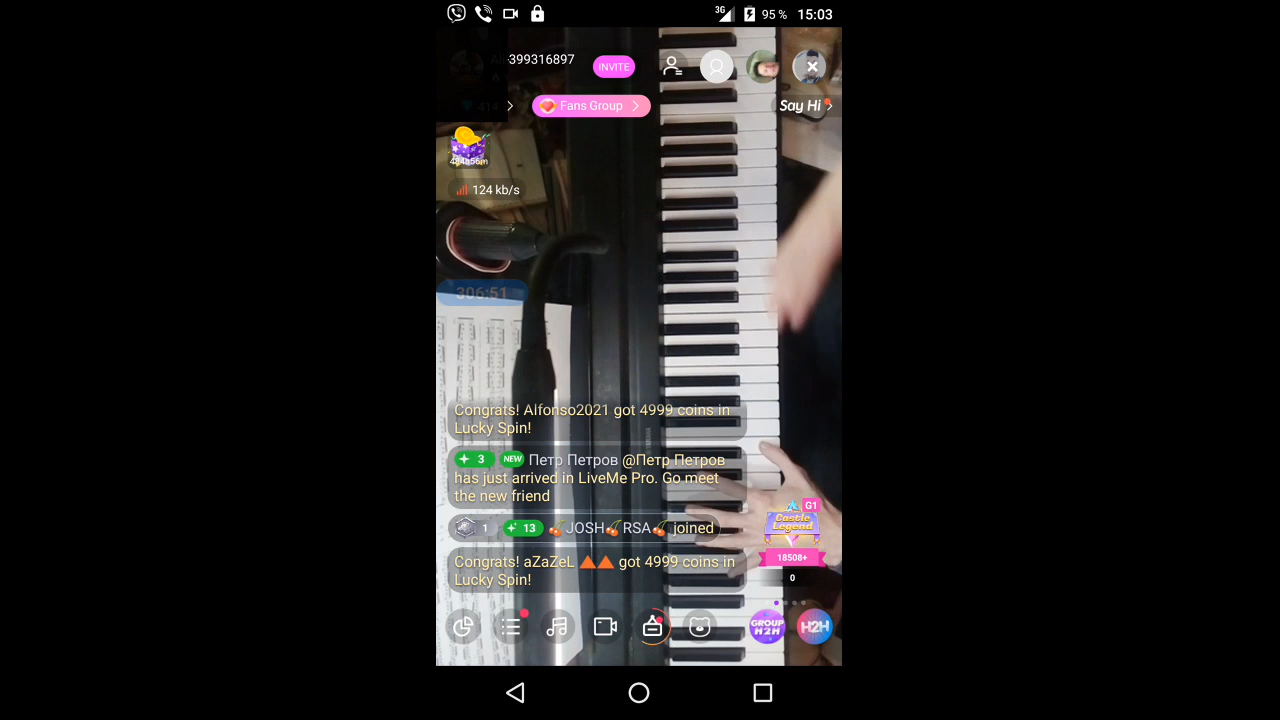 3G 95 % 15:03
399316897
INVITE
414
Fans Group
Say Hi
124 kb/s
306:51
Congrats! Alfonso2021 got 4999 coins in
Lucky Spin!
3 NEW Петр Петров @Петр Петров
has just arrived in LiveMe Pro. Go meet
the new friend
1 13 🍒JOSH🍒RSA🍒 joined
Congrats! aZaZeL 🔺🔺 got 4999 coins in
Lucky Spin!
G1
Castle
Legend
18508+
0
GROUP
H2H
H2H